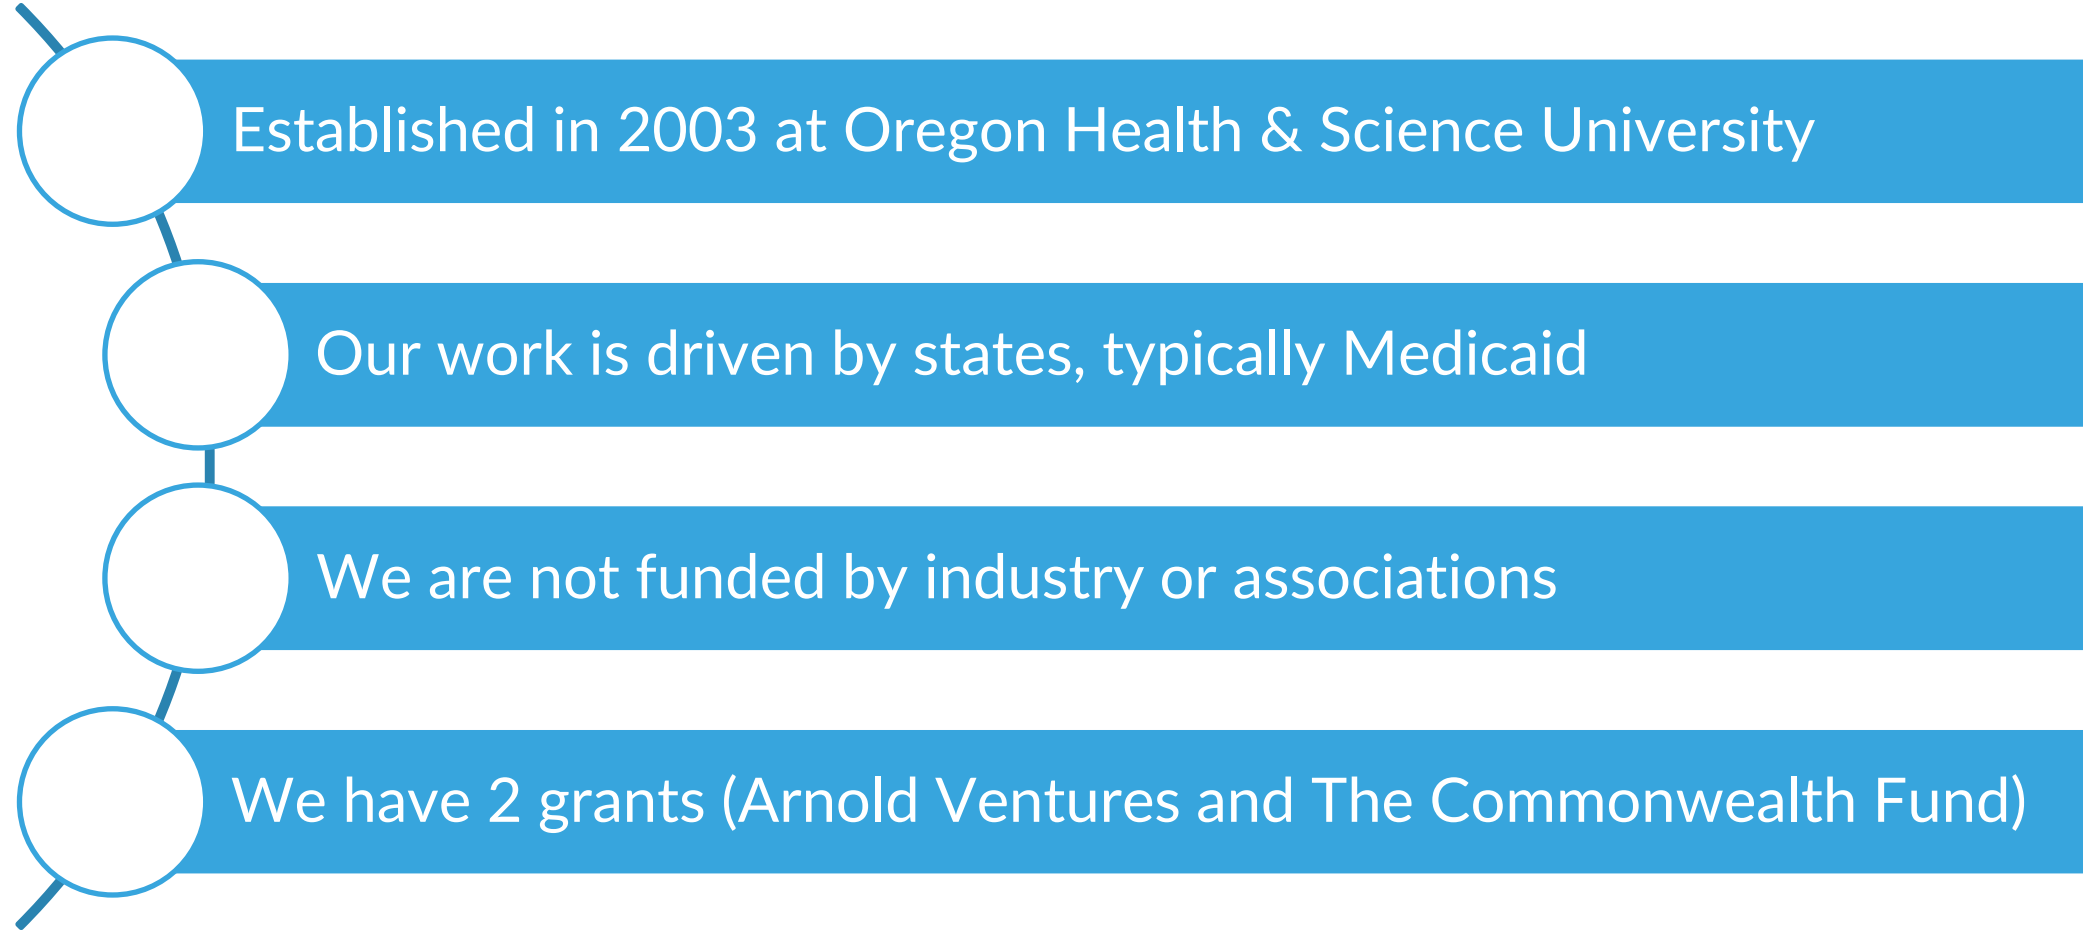 Established in 2003 at Oregon Health & Science University
Our work is driven by states, typically Medicaid
We are not funded by industry or associations
We have 2 grants (Arnold Ventures and The Commonwealth Fund)